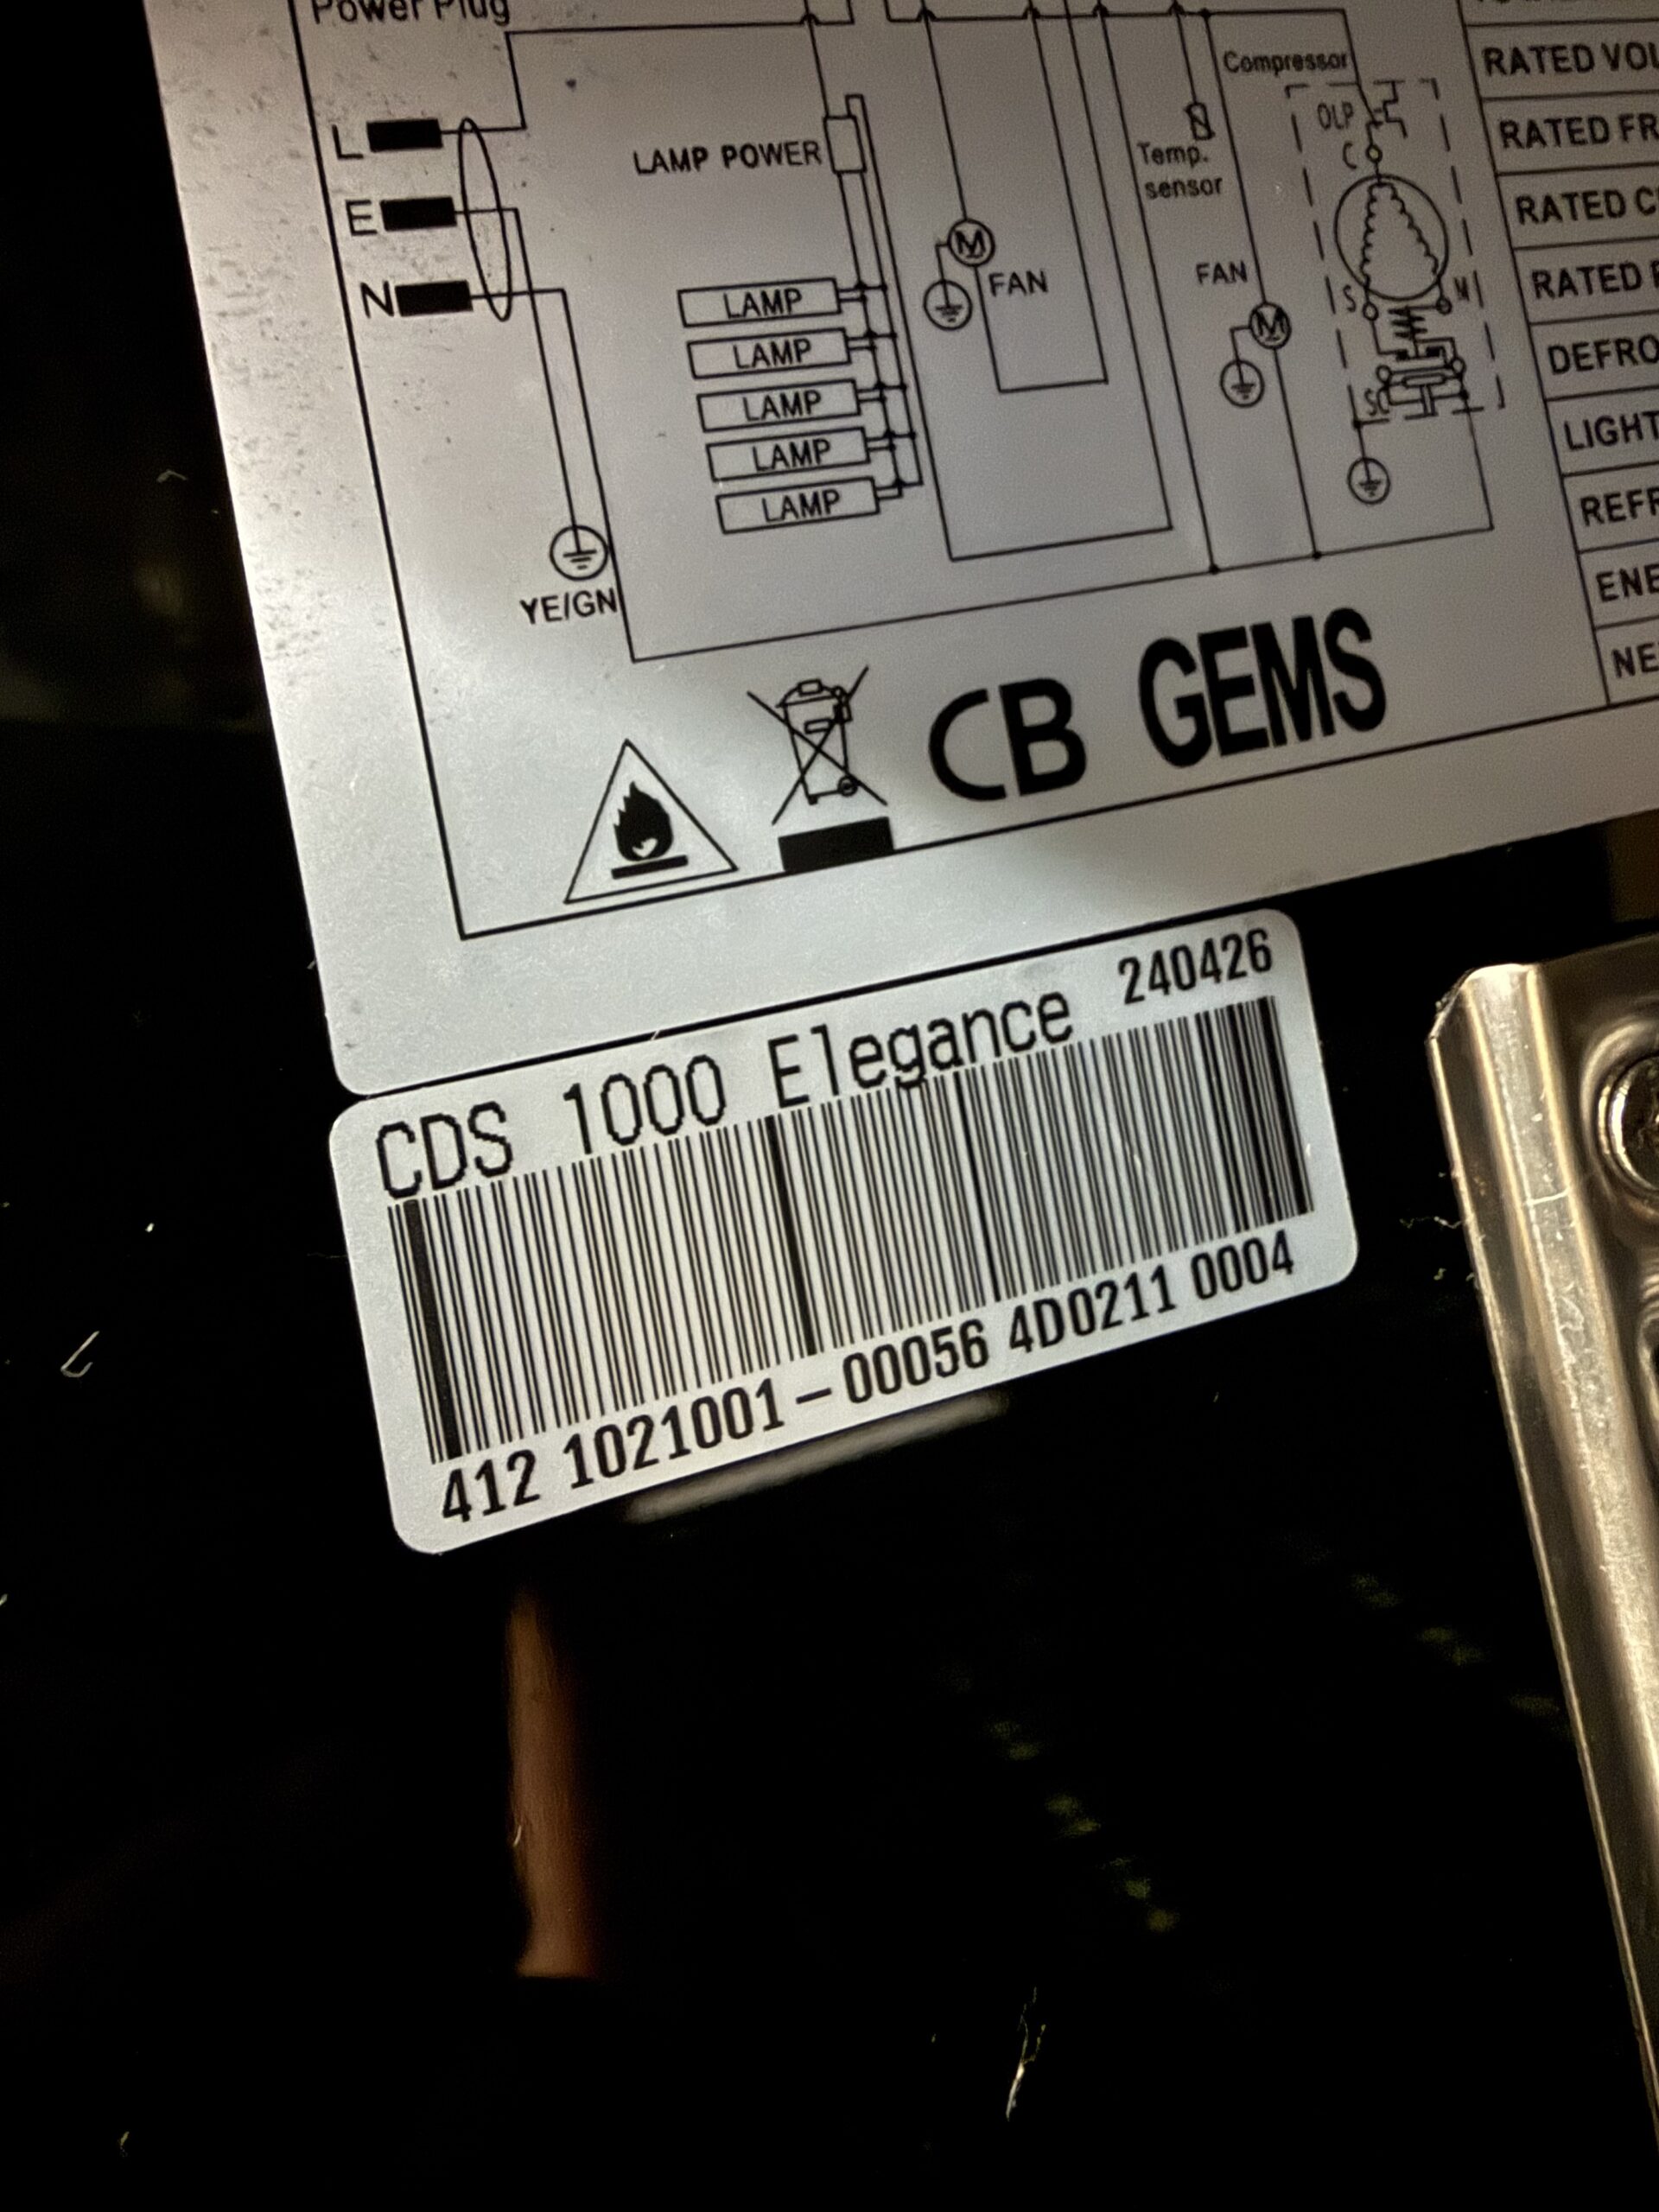 Power Plug
L
E
N
YE/GN
LAMP POWER
LAMP
LAMP
LAMP
LAMP
LAMP
M
FAN
Temp.
sensor
FAN
M
Compressor
OLP
C
S
M
SC
RATED VOL
RATED FR
RATED C
RATED
DEFRO
LIGHT
REFR
ENE
NE
CB GEMS
CDS 1000 Elegance 240426
412 1021001-00056 4D0211 0004